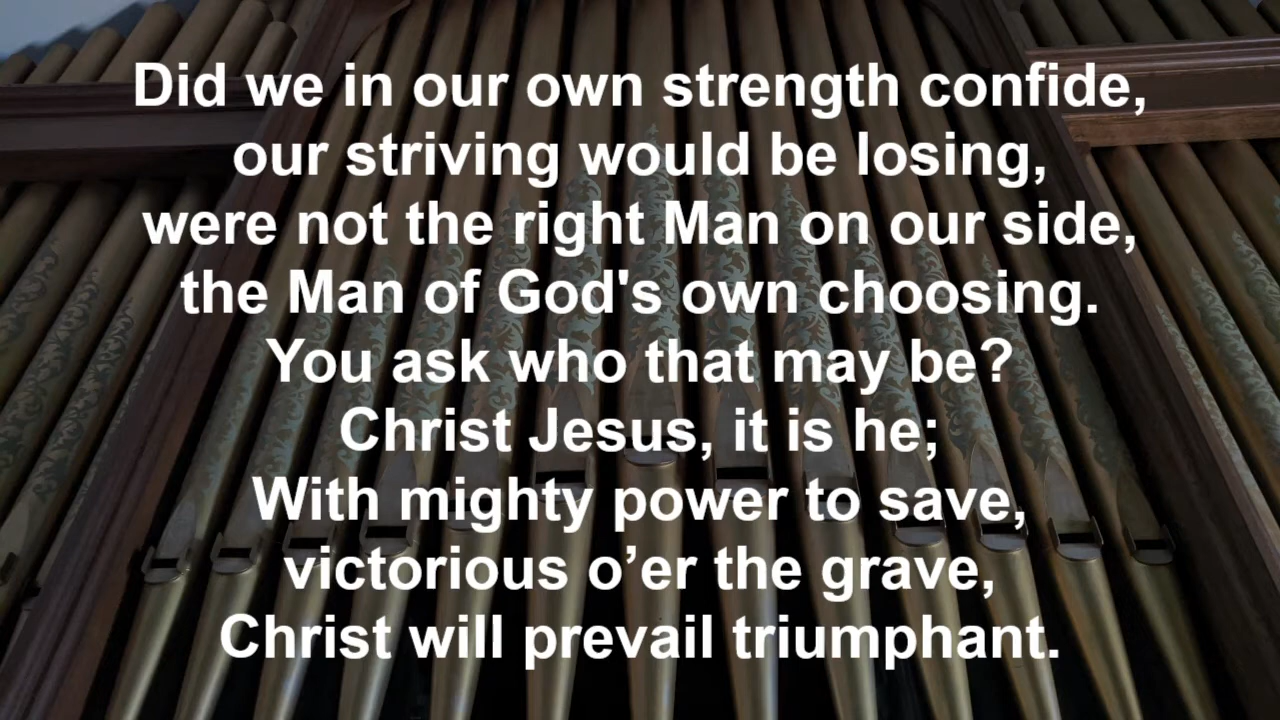 Did we in our own strength confide,
our striving would be losing,
were not the right Man on our side,
the Man of God's own choosing.
You ask who that may be?
Christ Jesus, it is he;
With mighty power to save,
victorious o’er the grave,
Christ will prevail triumphant.